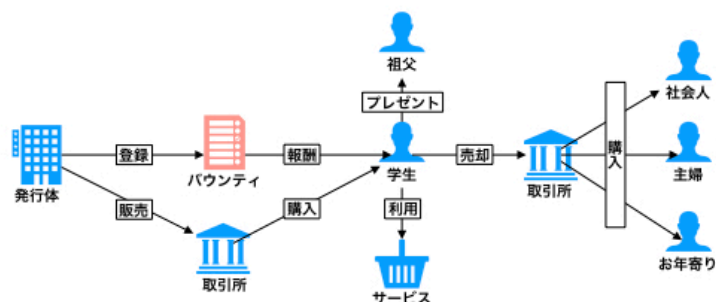 祖父
プレゼント
社会人
登録
報酬
売却
購入
発行体
バウンティ
学生
取引所
主婦
販売
購入
利用
取引所
お年寄り
サービス